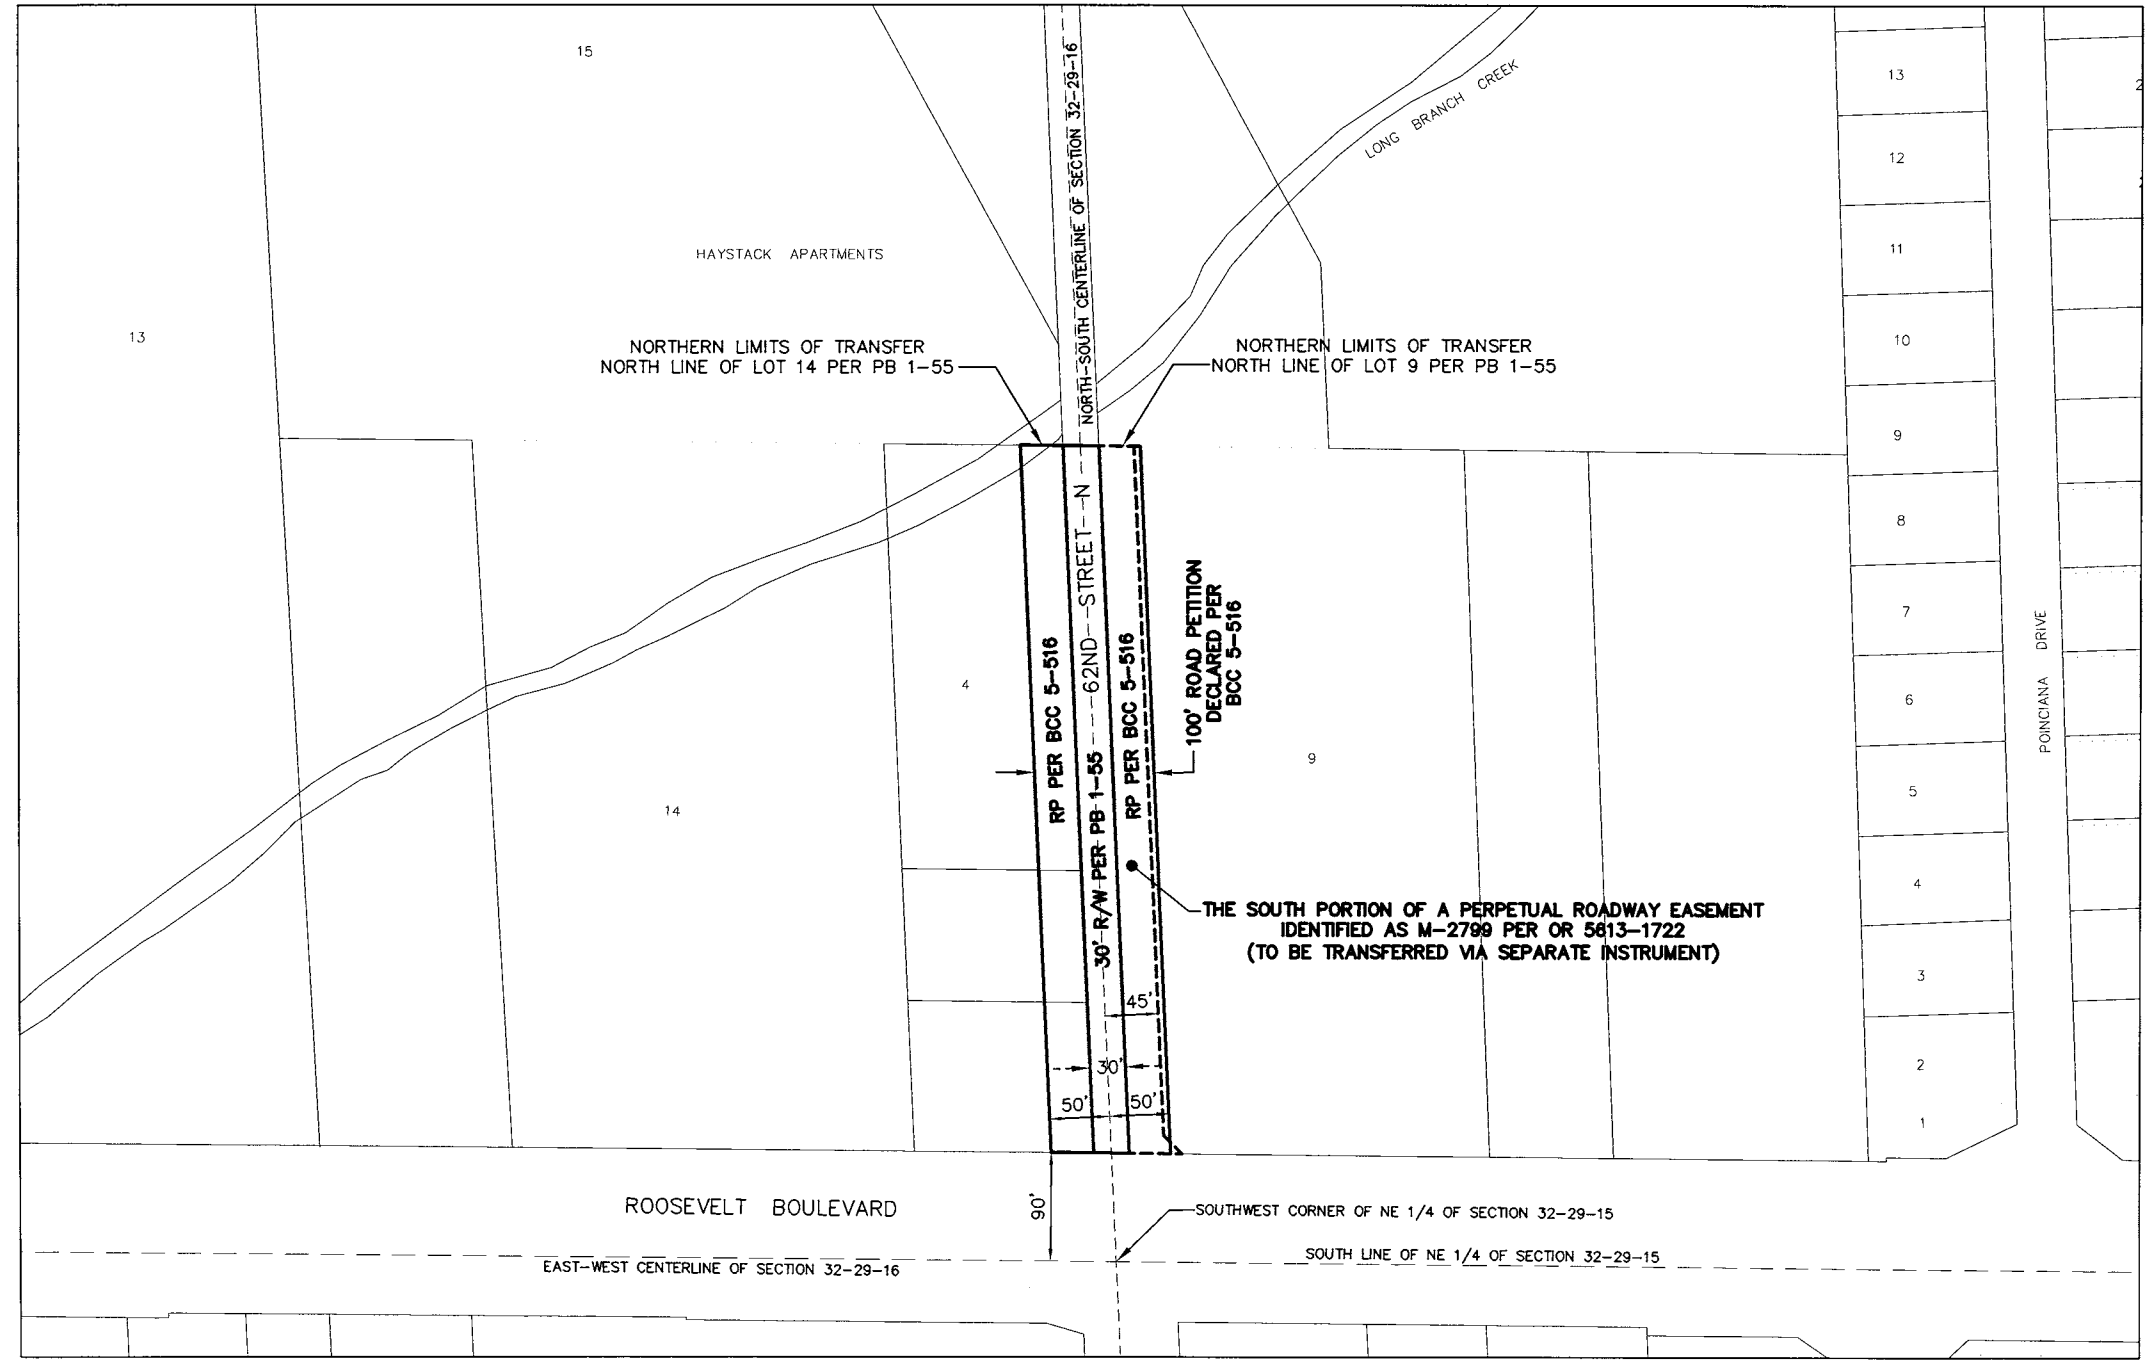 15
13
HAYSTACK APARTMENTS
NORTHERN LIMITS OF TRANSFER
NORTH LINE OF LOT 14 PER PB 1-55
NORTH-SOUTH CENTERLINE OF SECTION 32-29-16
LONG BRANCH CREEK
NORTHERN LIMITS OF TRANSFER
NORTH LINE OF LOT 9 PER PB 1-55
13
12
11
10
9
8
7
6
5
4
3
2
1
POINCIANA DRIVE
4
14
9
RP PER BCC 5-516
62ND STREET N
30' R/W PER PB 1-55
RP PER BCC 5-516
100' ROAD PETITION
DECLARED PER
BCC 5-516
THE SOUTH PORTION OF A PERPETUAL ROADWAY EASEMENT
IDENTIFIED AS M-2799 PER OR 5613-1722
(TO BE TRANSFERRED VIA SEPARATE INSTRUMENT)
45'
30'
50'
50'
90'
ROOSEVELT BOULEVARD
SOUTHWEST CORNER OF NE 1/4 OF SECTION 32-29-15
SOUTH LINE OF NE 1/4 OF SECTION 32-29-15
EAST-WEST CENTERLINE OF SECTION 32-29-16